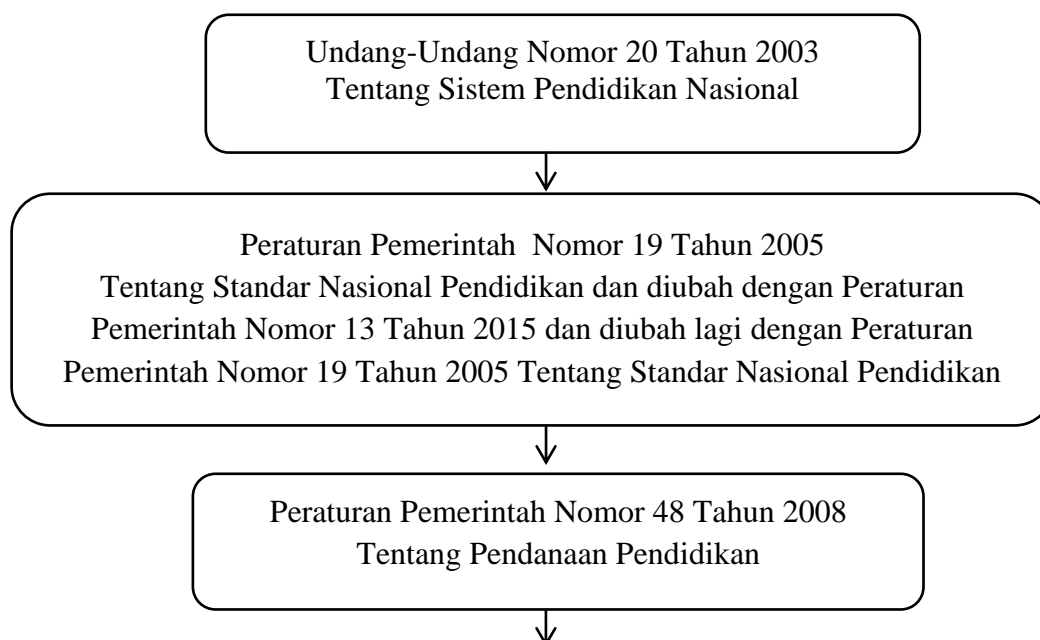 Undang-Undang Nomor 20 Tahun 2003
Tentang Sistem Pendidikan Nasional
Peraturan Pemerintah Nomor 19 Tahun 2005
Tentang Standar Nasional Pendidikan dan diubah dengan Peraturan
Pemerintah Nomor 13 Tahun 2015 dan diubah lagi dengan Peraturan
Pemerintah Nomor 19 Tahun 2005 Tentang Standar Nasional Pendidikan
Peraturan Pemerintah Nomor 48 Tahun 2008
Tentang Pendanaan Pendidikan